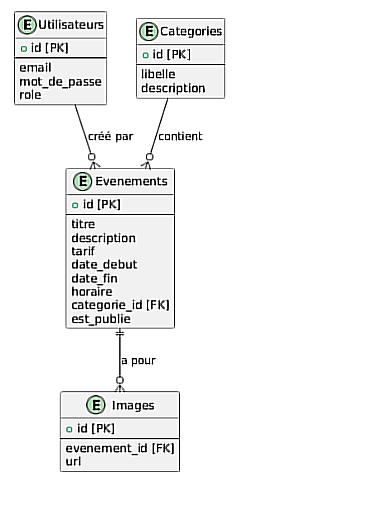 E Utilisateurs
id [PK]
email
mot_de_passe
role
E Categories
id [PK]
libelle
description
créé par
contient
E Evenements
id [PK]
titre
description
tarif
date_debut
date_fin
horaire
categorie_id [FK]
est_publie
a pour
E Images
id [PK]
evenement_id [FK]
url